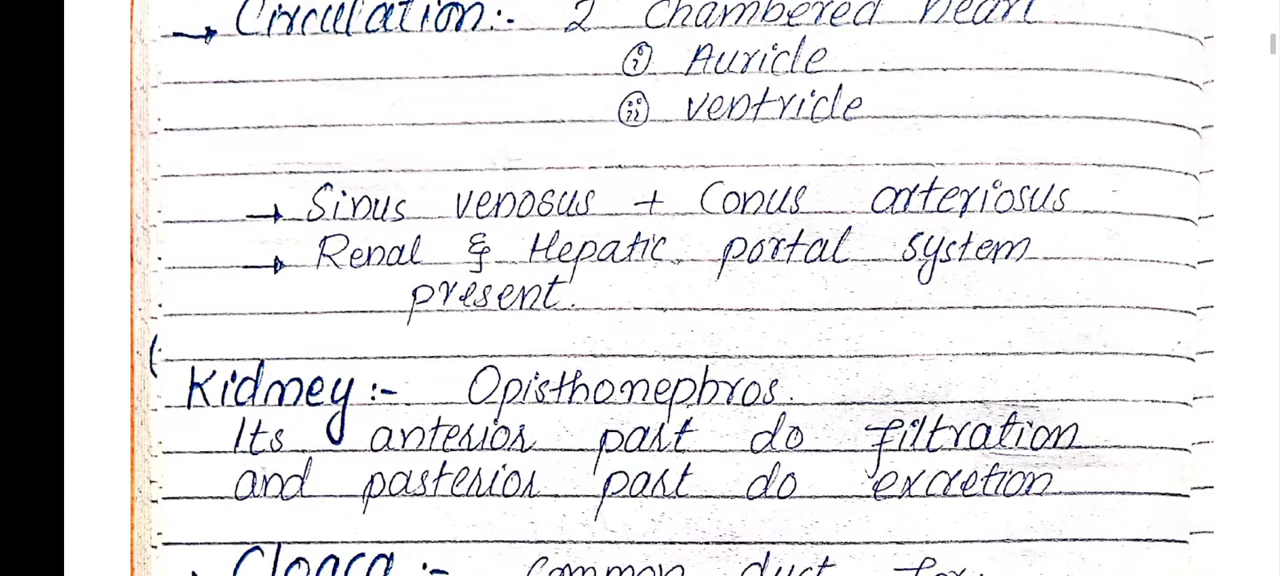 → Circulation:- 2 Chambered heart
(i) Auricle
(ii) ventricle
→ Sinus venosus + Conus arteriosus
→ Renal & Hepatic portal system
present.
Kidney:- Opisthonephros.
Its anterior part do filtration
and pasterior part do excretion
Cloaca:- Common duct for